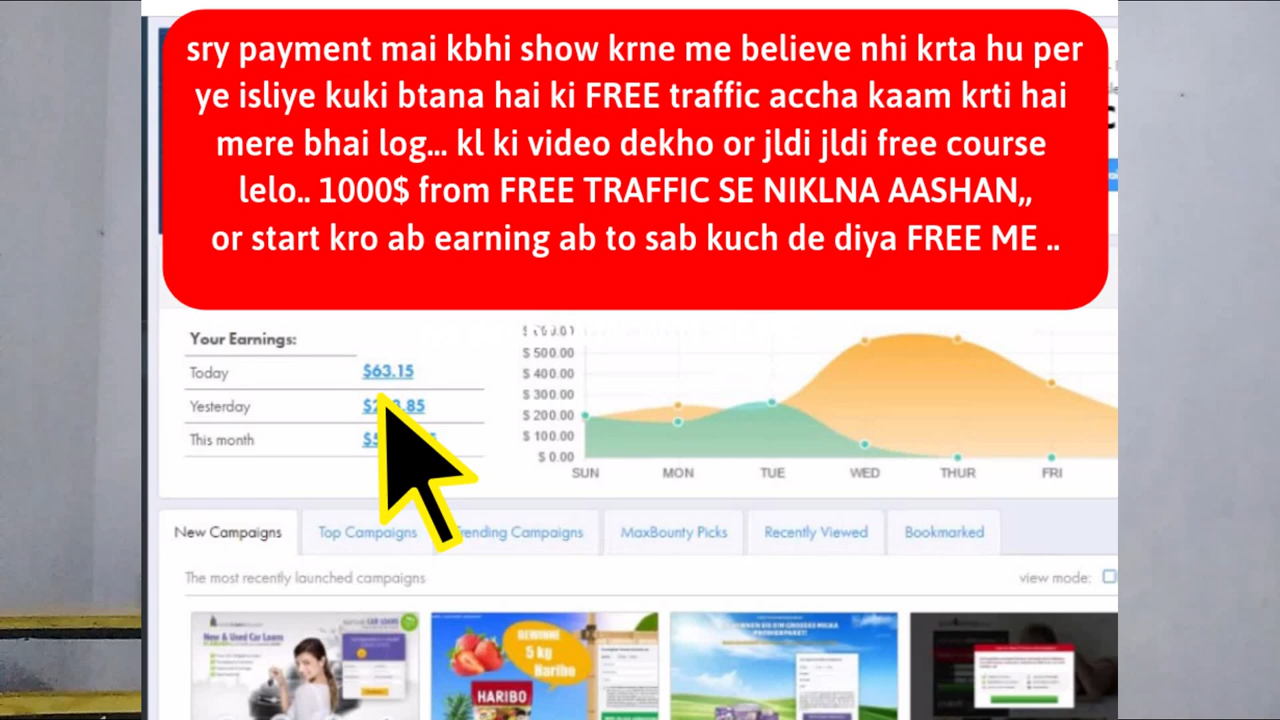 sry payment mai kbhi show krne me believe nhi krta hu per
ye isliye kuki btana hai ki FREE traffic accha kaam krti hai
mere bhai log... kl ki video dekho or jldi jldi free course
lelo.. 1000$ from FREE TRAFFIC SE NIKLNA AASHAN,,
or start kro ab earning ab to sab kuch de diya FREE ME ..
Your Earnings:
Today $63.15
Yesterday
This month
$ 500.00
$ 400.00
$ 300.00
$ 200.00
$ 100.00
$ 0.00
SUN MON TUE WED THUR FRI
New Campaigns Top Campaigns Campaigns MaxBounty Picks Recently Viewed Bookmarked
The most recently launched campaigns view mode:
New & Used Car Loans
GEWINNE
5 kg
Haribo
HARIBO